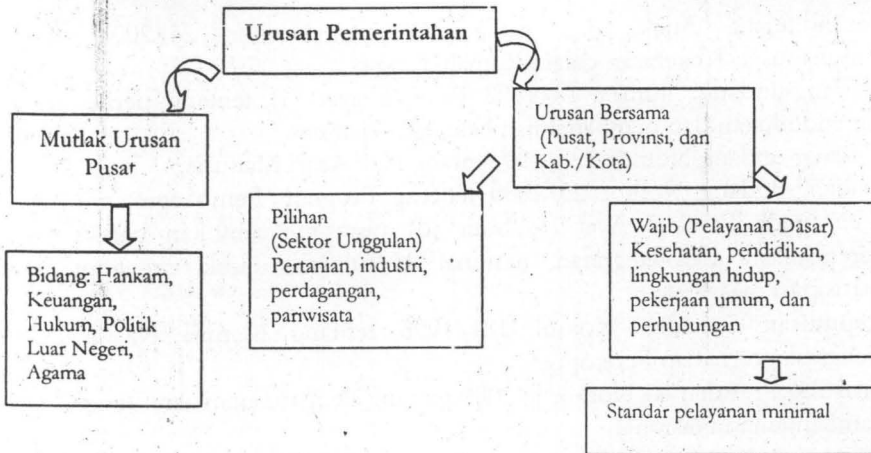 Urusan Pemerintahan
Mutlak Urusan
Pusat
Bidang: Hankam,
Keuangan,
Hukum, Politik
Luar Negeri,
Agama
Urusan Bersama
(Pusat, Provinsi, dan
Kab./Kota)
Pilihan
(Sektor Unggulan)
Pertanian, industri,
perdagangan,
pariwisata
Wajib (Pelayanan Dasar)
Kesehatan, pendidikan,
lingkungan hidup,
pekerjaan umum, dan
perhubungan
Standar pelayanan minimal